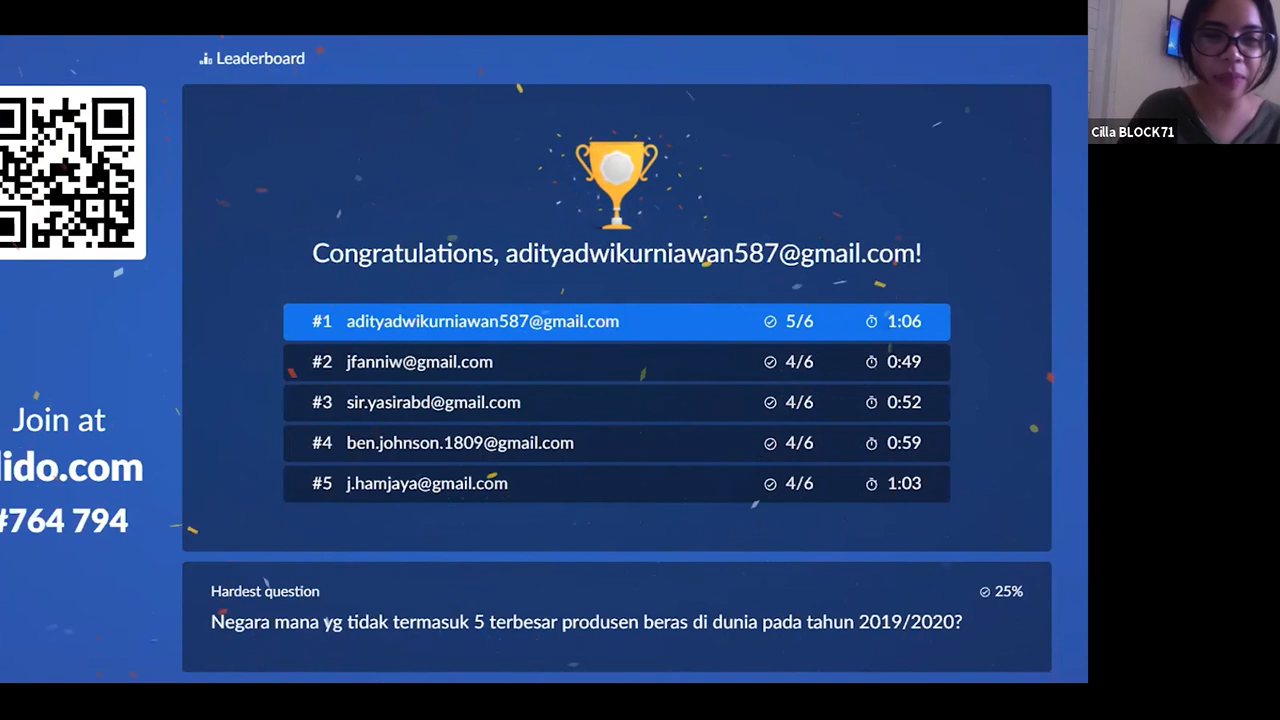 Leaderboard
Cilla BLOCK71
Congratulations, adityadwikurniawan587@gmail.com!
#1 adityadwikurniawan587@gmail.com 5/6 1:06
#2 jfanniw@gmail.com 4/6 0:49
#3 sir.yasirabd@gmail.com 4/6 0:52
#4 ben.johnson.1809@gmail.com 4/6 0:59
#5 j.hamjaya@gmail.com 4/6 1:03
Join at
lido.com
#764 794
Hardest question 25%
Negara mana yg tidak termasuk 5 terbesar produsen beras di dunia pada tahun 2019/2020?